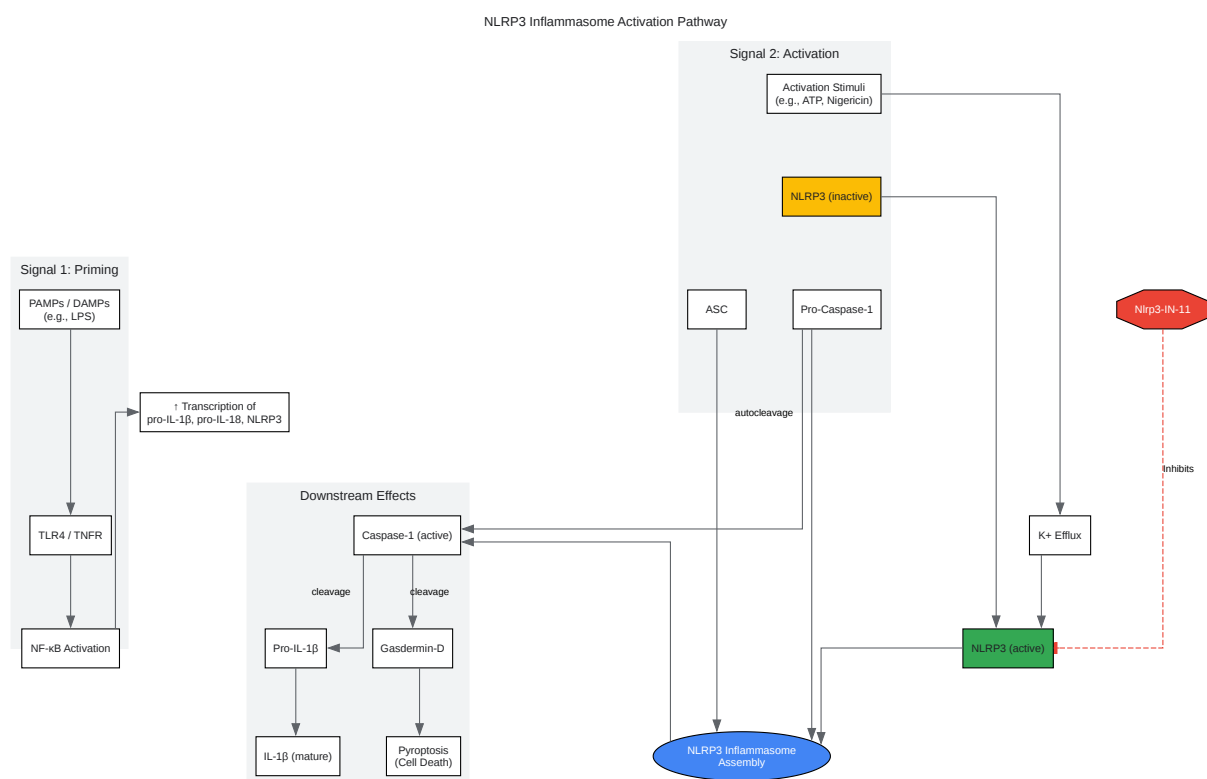 NLRP3 Inflammasome Activation Pathway
Signal 2: Activation
Activation Stimuli
(e.g., ATP, Nigericin)
NLRP3 (inactive)
Signal 1: Priming
PAMPs / DAMPs
(e.g., LPS)
ASC
Pro-Caspase-1
Nlrp3-IN-11
↑ Transcription of
pro-IL-1β, pro-IL-18, NLRP3
autocleavage
Inhibits
Downstream Effects
TLR4 / TNFR
Caspase-1 (active)
K+ Efflux
cleavage
cleavage
NF-κB Activation
Pro-IL-1β
Gasdermin-D
NLRP3 (active)
IL-1β (mature)
Pyroptosis
(Cell Death)
NLRP3 Inflammasome
Assembly